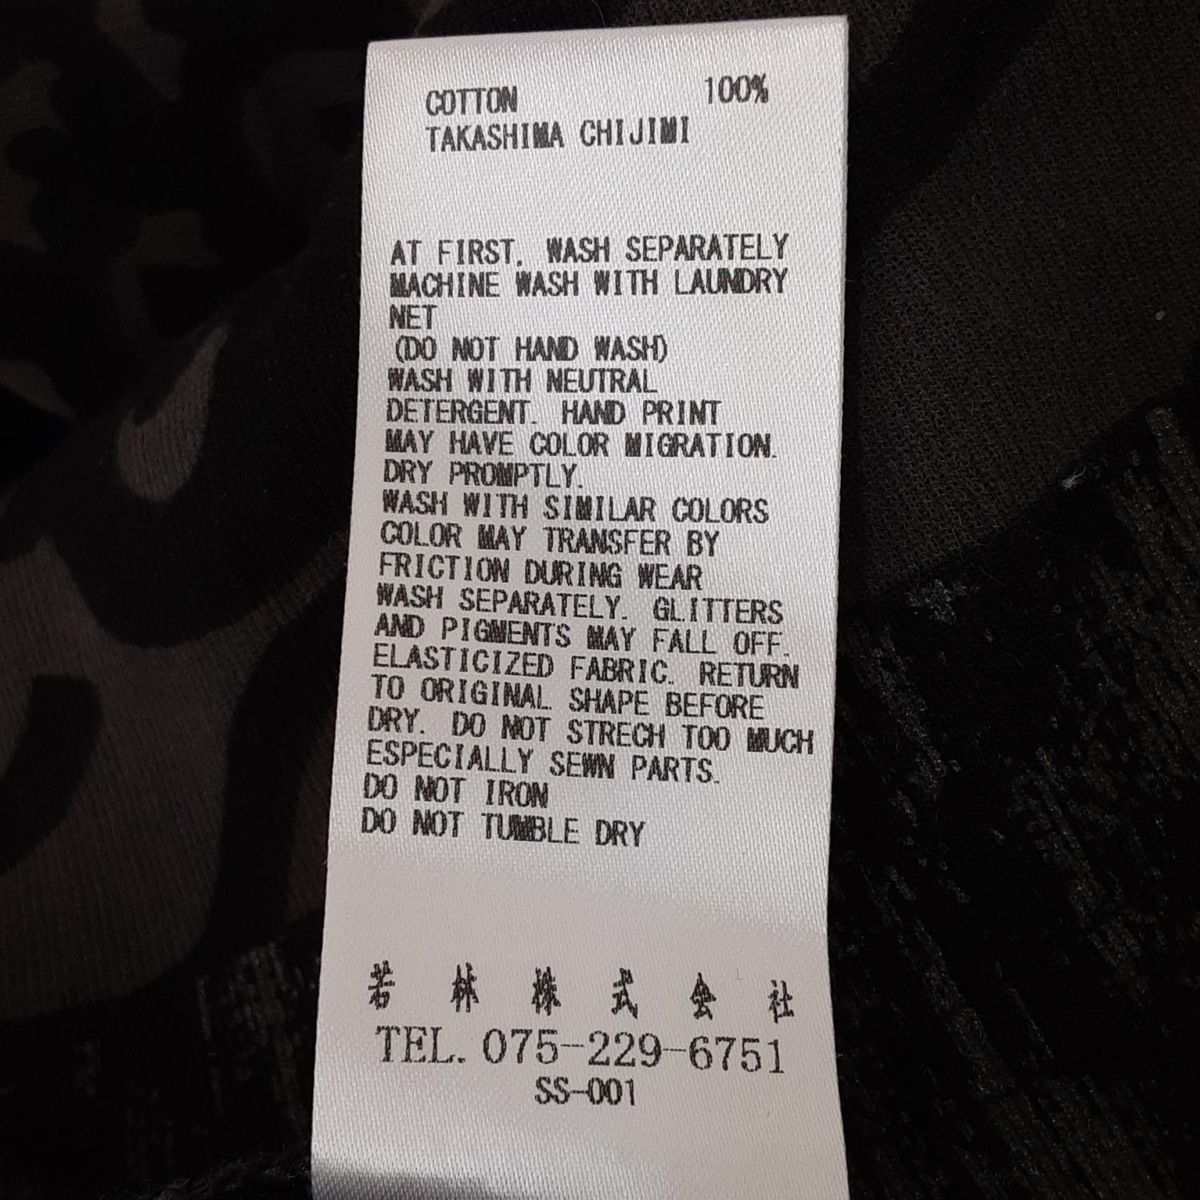 COTTON 100%
TAKASHIMA CHIJIMI
AT FIRST. WASH SEPARATELY
MACHINE WASH WITH LAUNDRY
NET
(DO NOT HAND WASH)
WASH WITH NEUTRAL
DETERGENT. HAND PRINT
MAY HAVE COLOR MIGRATION.
DRY PROMPTLY.
WASH WITH SIMILAR COLORS
COLOR MAY TRANSFER BY
FRICTION DURING WEAR
WASH SEPARATELY. GLITTERS
AND PIGMENTS MAY FALL OFF.
ELASTICIZED FABRIC. RETURN
TO ORIGINAL SHAPE BEFORE
DRY. DO NOT STRECH TOO MUCH
ESPECIALLY SEWN PARTS.
DO NOT IRON
DO NOT TUMBLE DRY
若林株式会社
TEL. 075-229-6751
SS-001